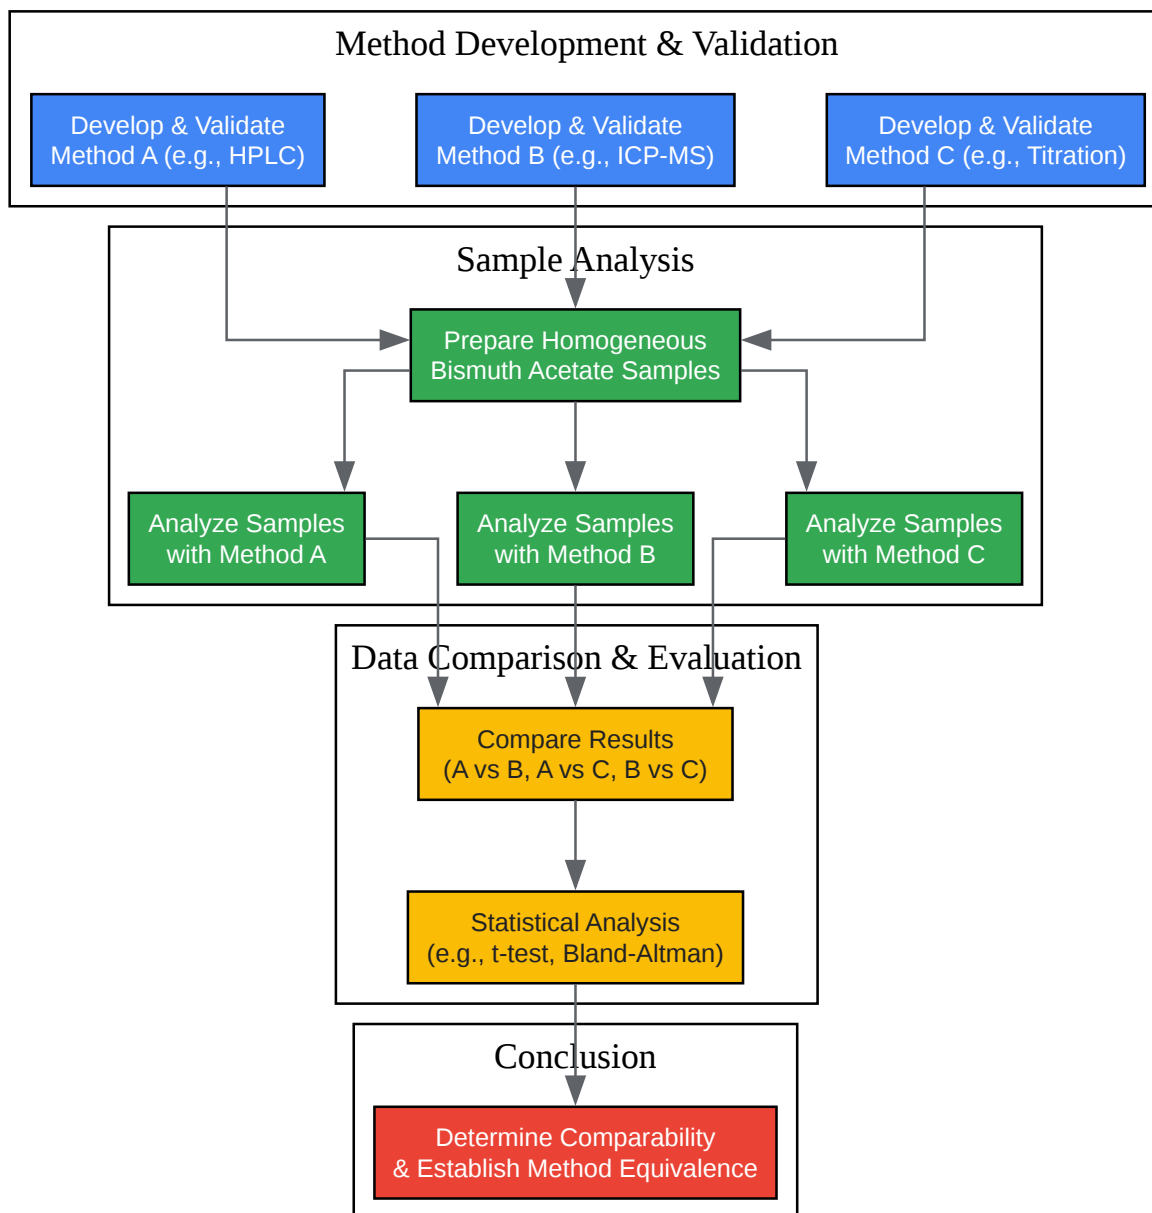 Method Development & Validation
Develop & Validate
Method A (e.g., HPLC)
Develop & Validate
Method B (e.g., ICP-MS)
Develop & Validate
Method C (e.g., Titration)
Sample Analysis
Prepare Homogeneous
Bismuth Acetate Samples
Analyze Samples
with Method A
Analyze Samples
with Method B
Analyze Samples
with Method C
Data Comparison & Evaluation
Compare Results
(A vs B, A vs C, B vs C)
Statistical Analysis
(e.g., t-test, Bland-Altman)
Conclusion
Determine Comparability
& Establish Method Equivalence